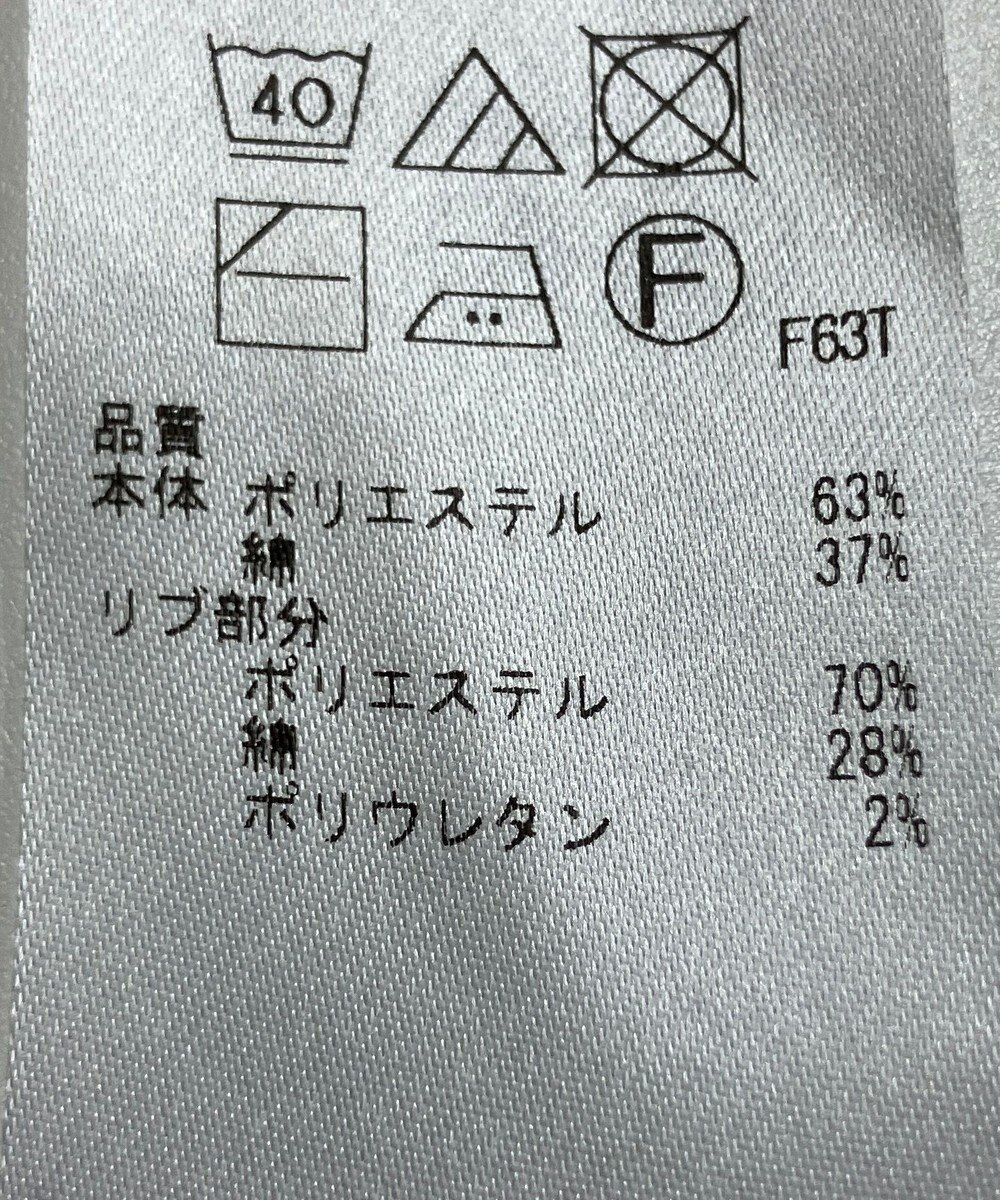 40
F
F63T
品質
本体 ポリエステル 63%
綿 37%
リブ部分
ポリエステル 70%
綿 28%
ポリウレタン 2%